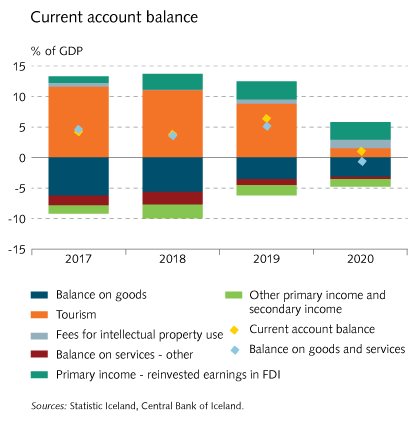 Current account balance
% of GDP
15
10
5
0
-5
-10
-15
2017 2018 2019 2020
Balance on goods
Tourism
Fees for intellectual property use
Balance on services - other
Primary income - reinvested earnings in FDI
Other primary income and
secondary income
Current account balance
Balance on goods and services
Sources: Statistic Iceland, Central Bank of Iceland.